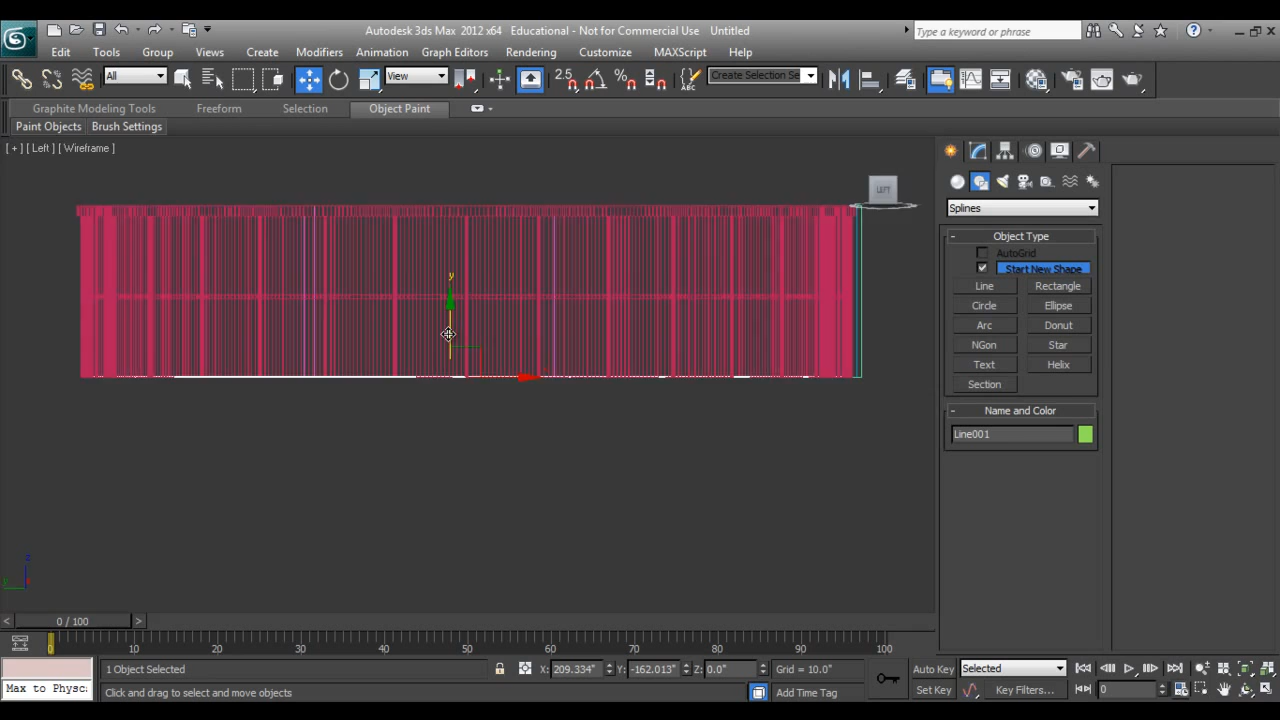 Autodesk 3ds Max 2012 x64 Educational - Not for Commercial Use Untitled
Type a keyword or phrase
Edit Tools Group Views Create Modifiers Animation Graph Editors Rendering Customize MAXScript Help
All View 2.5 Create Selection Se
Graphite Modeling Tools Freeform Selection Object Paint
Paint Objects Brush Settings
[ + ] [ Left ] [ Wireframe ]
LEFT
Splines
- Object Type
AutoGrid
Start New Shape
Line Rectangle
Circle Ellipse
Arc Donut
NGon Star
Text Helix
Section
- Name and Color
Line001
y
z
y
< 0 / 100 >
0 10 20 30 40 50 60 70 80 90 100
1 Object Selected X: 209.334" Y: -162.013" Z: 0.0" Grid = 10.0" Auto Key Selected
Max to Physc: Click and drag to select and move objects Add Time Tag Set Key Key Filters... 0